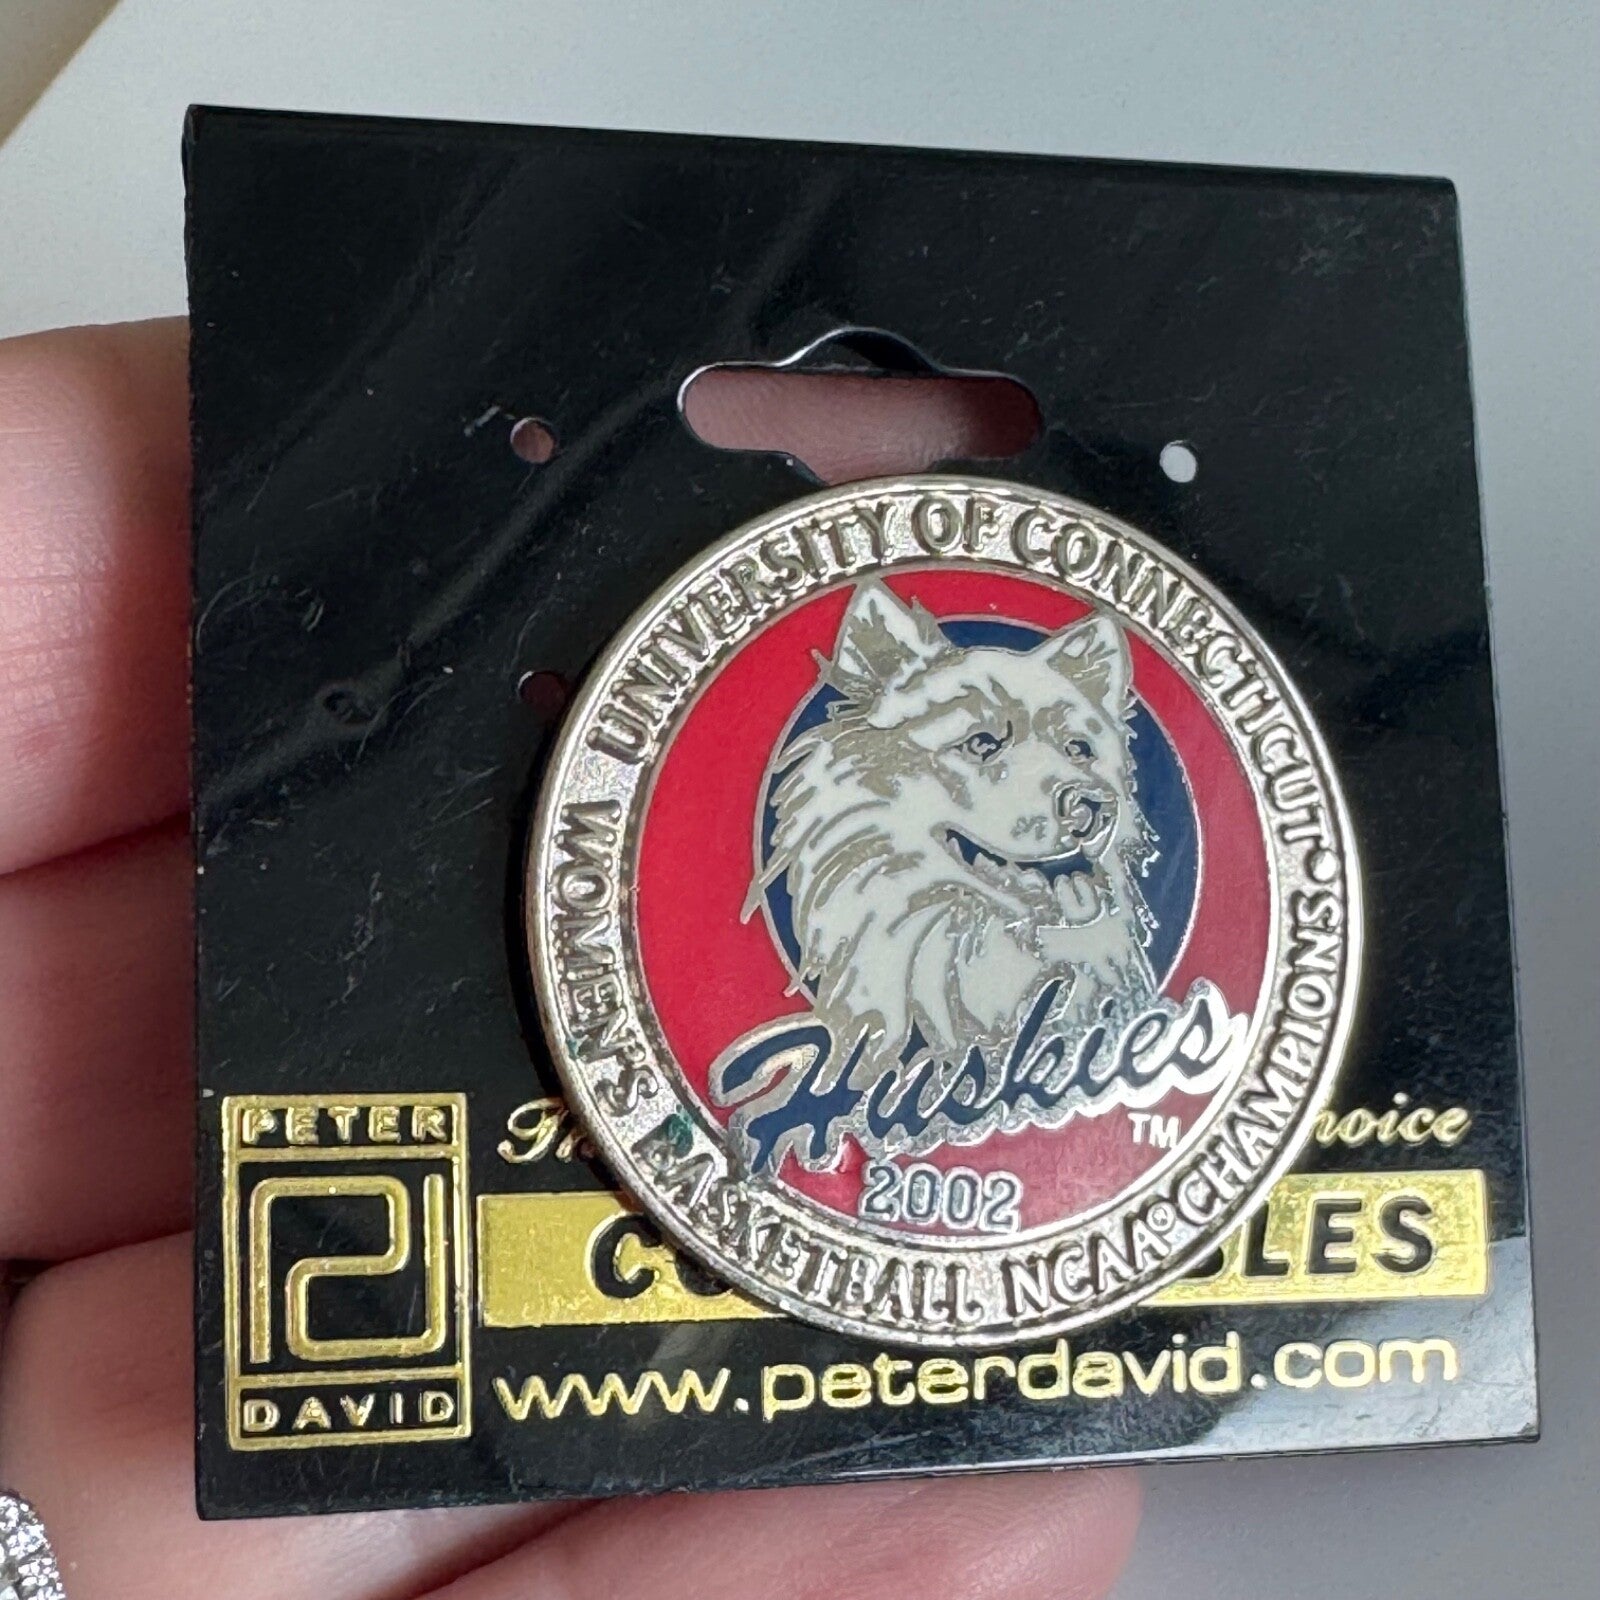 UNIVERSITY OF CONNECTICUT •
WOMEN'S BASKETBALL NCAA® CHAMPIONS
Huskies
TM
2002
PETER
DAVID
www.peterdavid.com